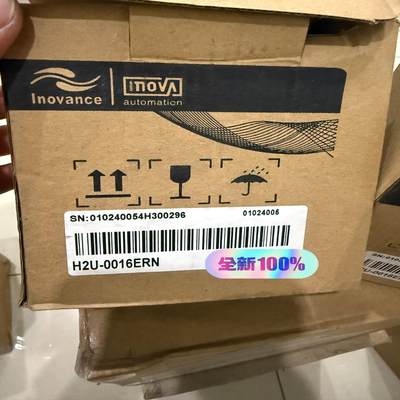 Inovance
INOVA
automation
SN:010240054H300296
01024005
H2U-0016ERN
全新100%